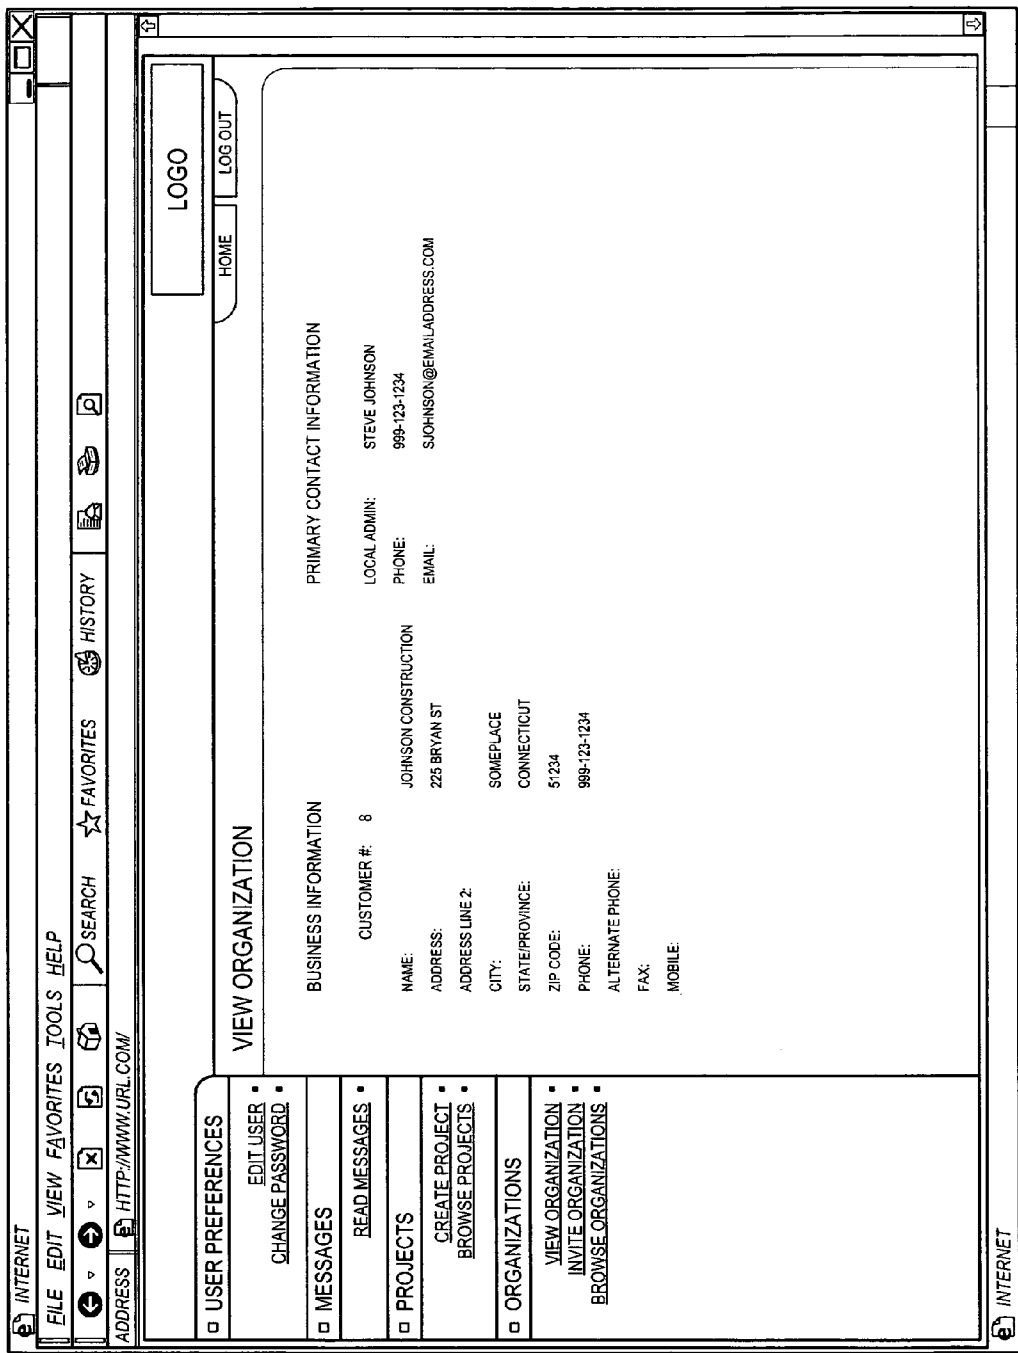 INTERNET
FILE EDIT VIEW FAVORITES TOOLS HELP
SEARCH FAVORITES HISTORY
ADDRESS HTTP://WWW.URL.COM/
LOGO
HOME LOG OUT
USER PREFERENCES
EDIT USER
CHANGE PASSWORD
MESSAGES
READ MESSAGES
PROJECTS
CREATE PROJECT
BROWSE PROJECTS
ORGANIZATIONS
VIEW ORGANIZATION
INVITE ORGANIZATION
BROWSE ORGANIZATIONS
VIEW ORGANIZATION
BUSINESS INFORMATION
CUSTOMER #: 8
NAME: JOHNSON CONSTRUCTION
ADDRESS: 225 BRYAN ST
ADDRESS LINE 2:
CITY: SOMEPLACE
STATE/PROVINCE: CONNECTICUT
ZIP CODE: 51234
PHONE: 999-123-1234
ALTERNATE PHONE:
FAX:
MOBILE:
PRIMARY CONTACT INFORMATION
LOCAL ADMIN: STEVE JOHNSON
PHONE: 999-123-1234
EMAIL: SJOHNSON@EMAILADDRESS.COM
INTERNET